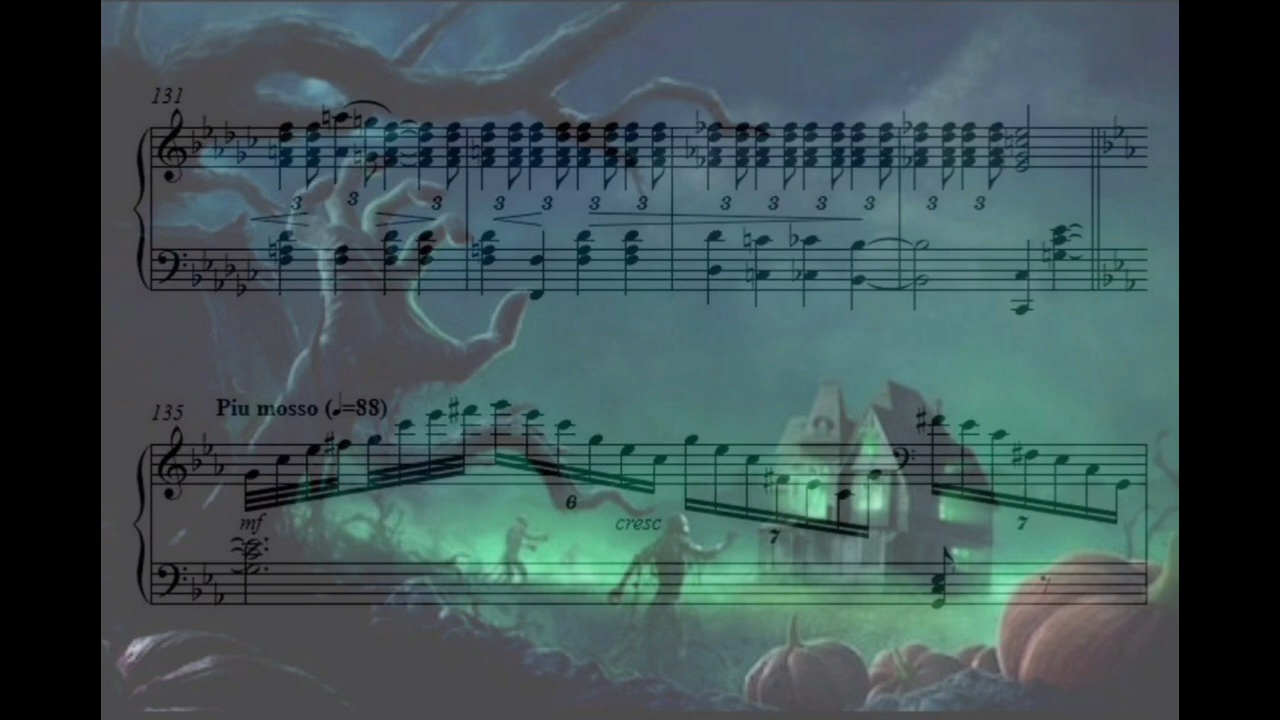 131
3 3 3 3 3 3 3 3 3 3 3 3 3
135 Piu mosso (♩=88)
6
mf cresc
7 7